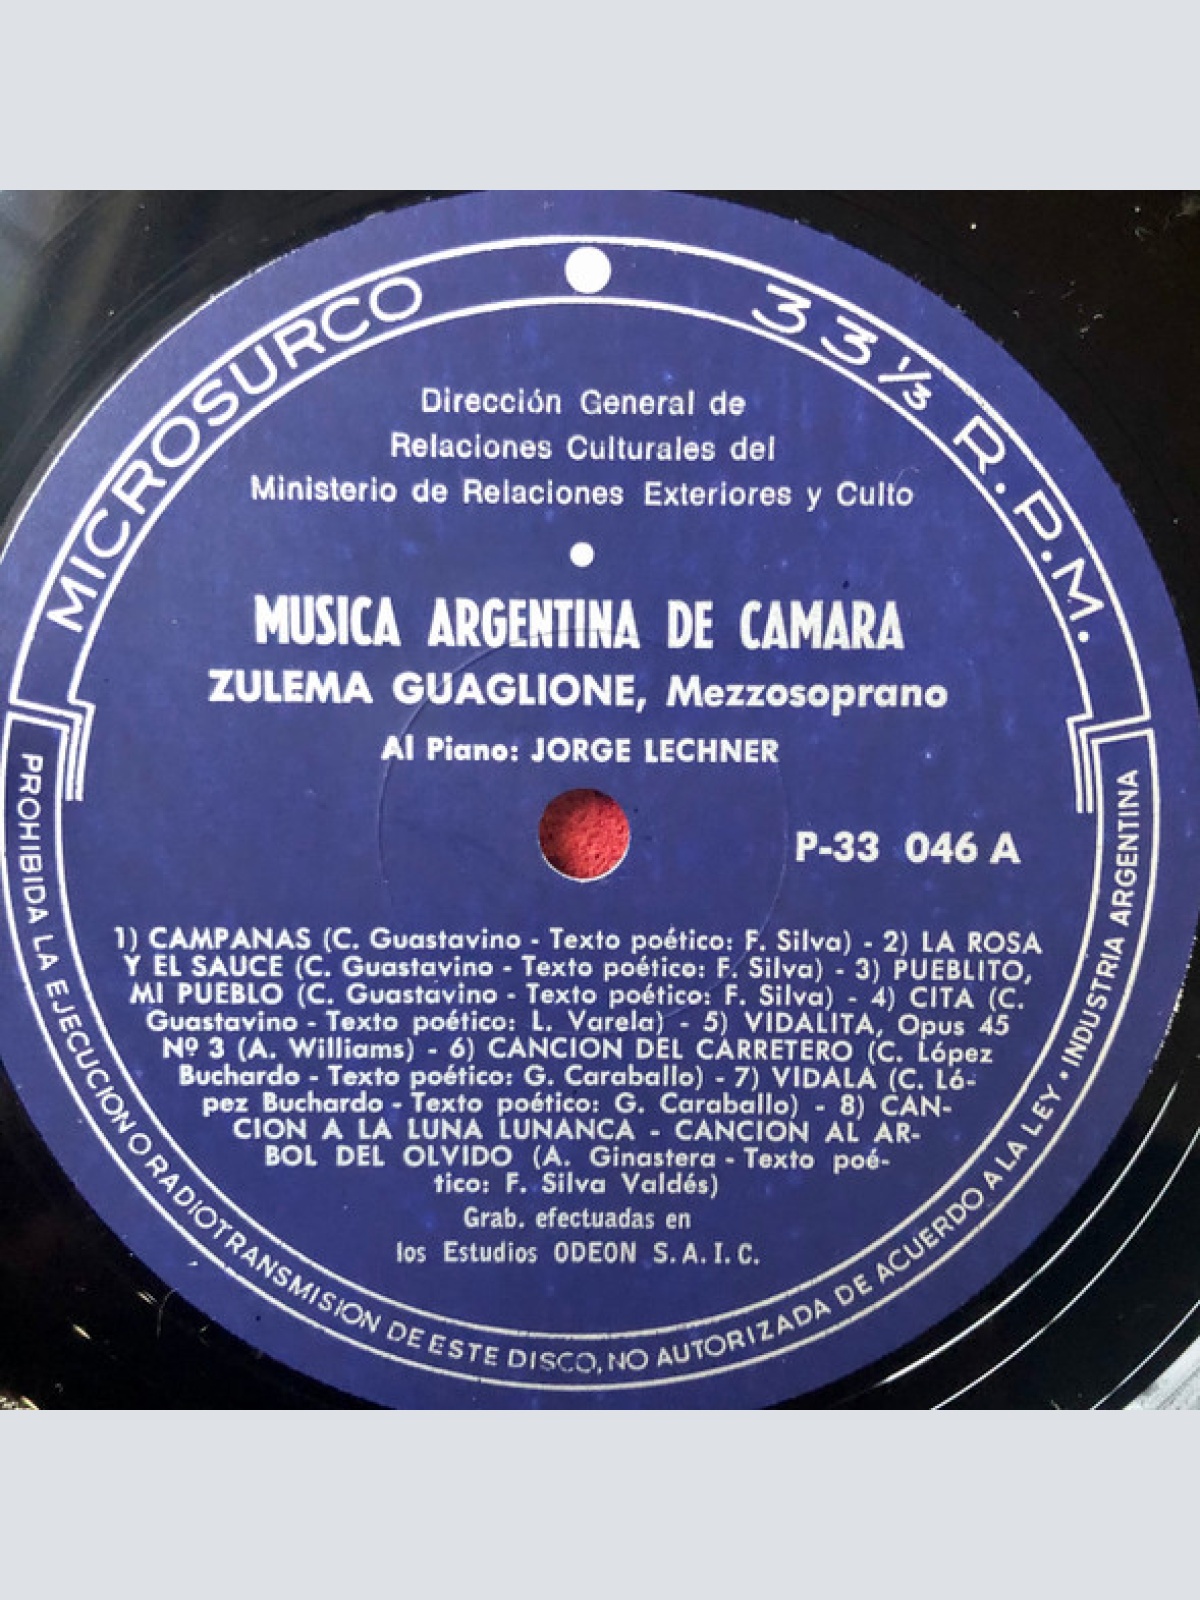 MICROSURCO
33⅓ R.P.M.
Dirección General de
Relaciones Culturales del
Ministerio de Relaciones Exteriores y Culto
MUSICA ARGENTINA DE CAMARA
ZULEMA GUAGLIONE, Mezzosoprano
Al Piano: JORGE LECHNER
P-33 046 A
1) CAMPANAS (C. Guastavino - Texto poético: F. Silva) - 2) LA ROSA
Y EL SAUCE (C. Guastavino - Texto poético: F. Silva) - 3) PUEBLITO,
MI PUEBLO (C. Guastavino - Texto poético: F. Silva) - 4) CITA (C.
Guastavino - Texto poético: L. Varela) - 5) VIDALITA, Opus 45
Nº 3 (A. Williams) - 6) CANCION DEL CARRETERO (C. López
Buchardo - Texto poético: G. Caraballo) - 7) VIDALA (C. Ló-
pez Buchardo - Texto poético: G. Caraballo) - 8) CAN-
CION A LA LUNA LUNANCA - CANCION AL AR-
BOL DEL OLVIDO (A. Ginastera - Texto poé-
tico: F. Silva Valdés)
Grab. efectuadas en
los Estudios ODEON S.A.I.C.
PROHIBIDA LA EJECUCION O RADIOTRANSMISION DE ESTE DISCO, NO AUTORIZADA DE ACUERDO A LA LEY • INDUSTRIA ARGENTINA